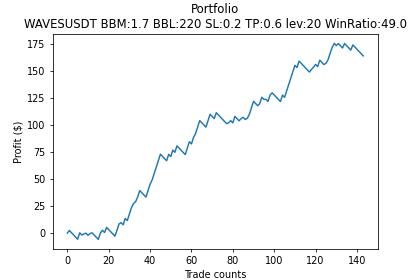 Portfolio
WAVESUSDT BBM:1.7 BBL:220 SL:0.2 TP:0.6 lev:20 WinRatio:49.0
175
150
125
100
75
50
25
0
Profit ($)
0 20 40 60 80 100 120 140
Trade counts